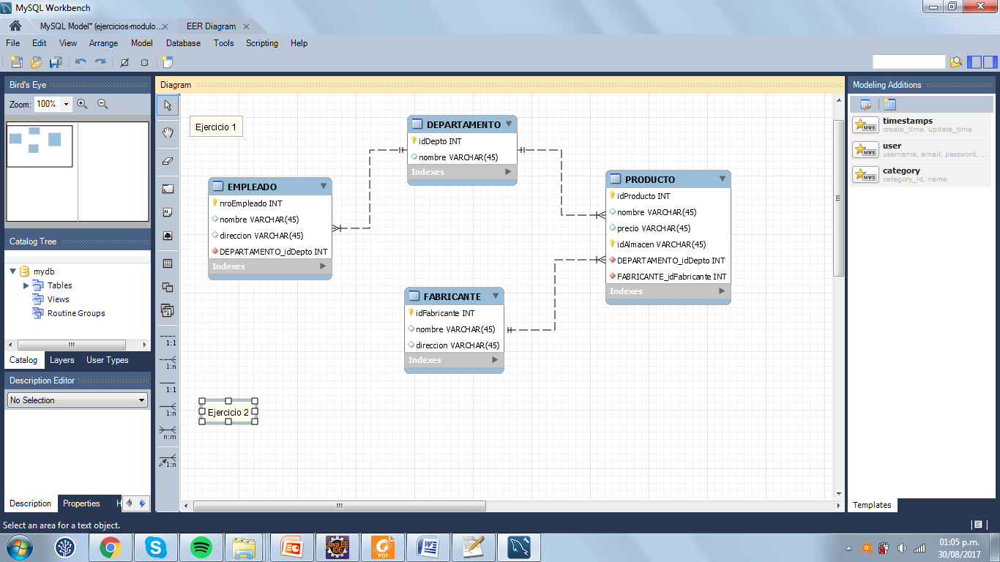 MySQL Workbench
MySQL Model* (ejercicios-modulo...
EER Diagram
File Edit View Arrange Model Database Tools Scripting Help
Bird's Eye
Zoom: 100%
Catalog Tree
mydb
Tables
Views
Routine Groups
Catalog Layers User Types
Description Editor
No Selection
Description Properties H
Select an area for a text object.
1:1
1:n
1:1
1:n
n:m
1:n
Diagram
Ejercicio 1
DEPARTAMENTO
idDepto INT
nombre VARCHAR(45)
Indexes
EMPLEADO
nroEmpleado INT
nombre VARCHAR(45)
direccion VARCHAR(45)
DEPARTAMENTO_idDepto INT
Indexes
PRODUCTO
idProducto INT
nombre VARCHAR(45)
precio VARCHAR(45)
idAlmacen VARCHAR(45)
DEPARTAMENTO_idDepto INT
FABRICANTE_idFabricante INT
Indexes
FABRICANTE
idFabricante INT
nombre VARCHAR(45)
direccion VARCHAR(45)
Indexes
Ejercicio 2
Modeling Additions
MWB
timestamps
create_time, update_time
MWB
user
username, email, password, ...
MWB
category
category_id, name
Templates
Java EE
IDE
PDF
01:05 p.m.
30/08/2017